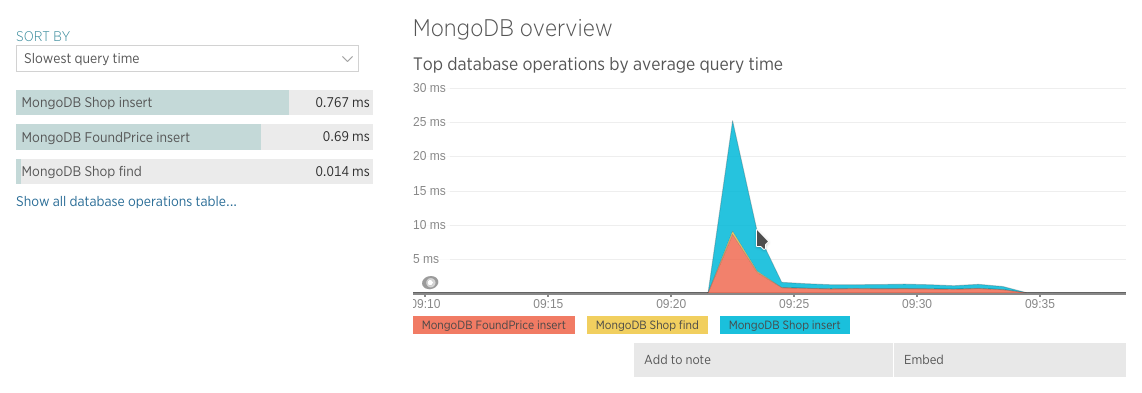 SORT BY
Slowest query time
MongoDB Shop insert 0.767 ms
MongoDB FoundPrice insert 0.69 ms
MongoDB Shop find 0.014 ms
Show all database operations table...
MongoDB overview
Top database operations by average query time
30 ms
25 ms
20 ms
15 ms
10 ms
5 ms
09:10 09:15 09:20 09:25 09:30 09:35
MongoDB FoundPrice insert MongoDB Shop find MongoDB Shop insert
Add to note Embed